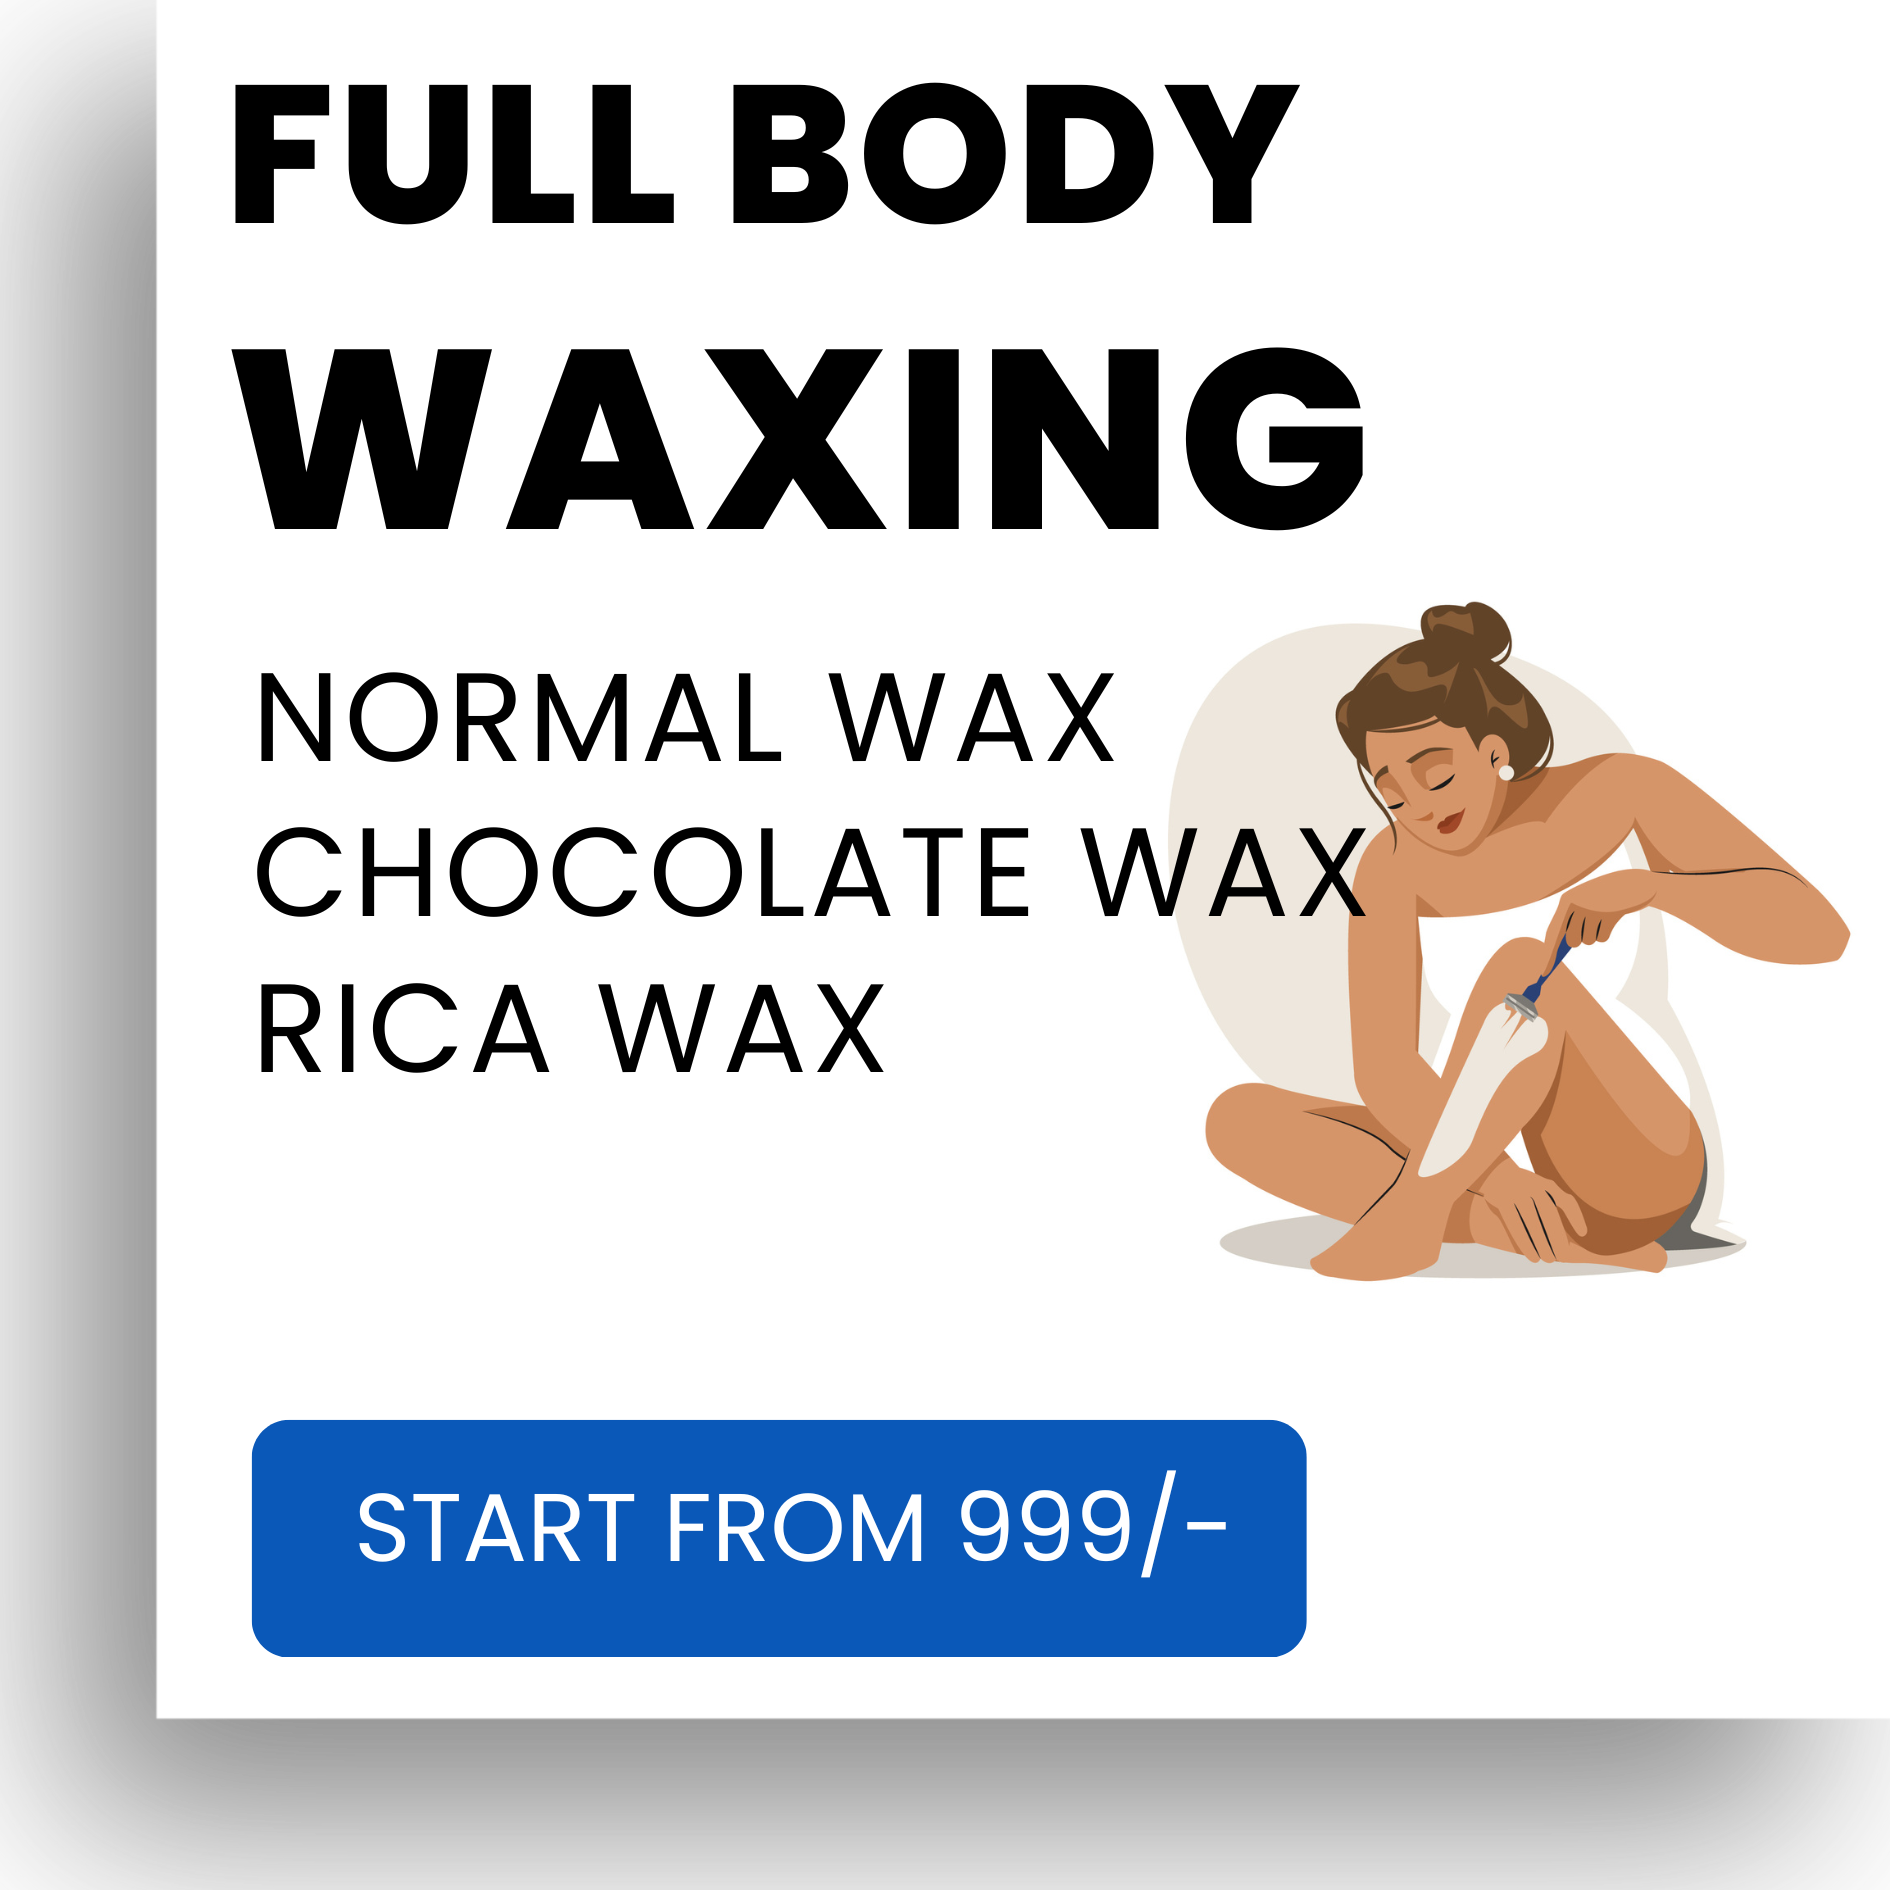 FULL BODY
WAXING
NORMAL WAX
CHOCOLATE WAX
RICA WAX
START FROM 999/-